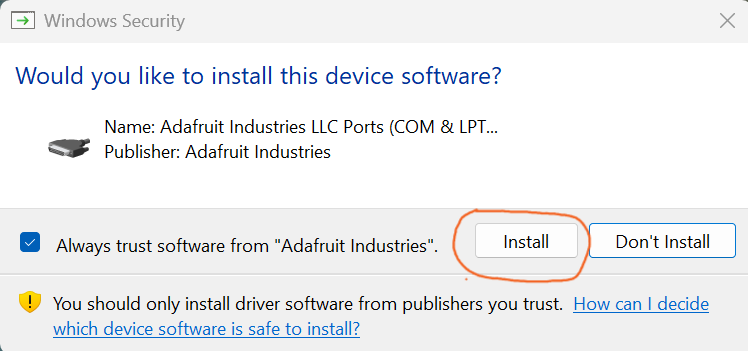 Windows Security
Would you like to install this device software?
Name: Adafruit Industries LLC Ports (COM & LPT...
Publisher: Adafruit Industries
Always trust software from "Adafruit Industries".
Install
Don't Install
You should only install driver software from publishers you trust. How can I decide
which device software is safe to install?